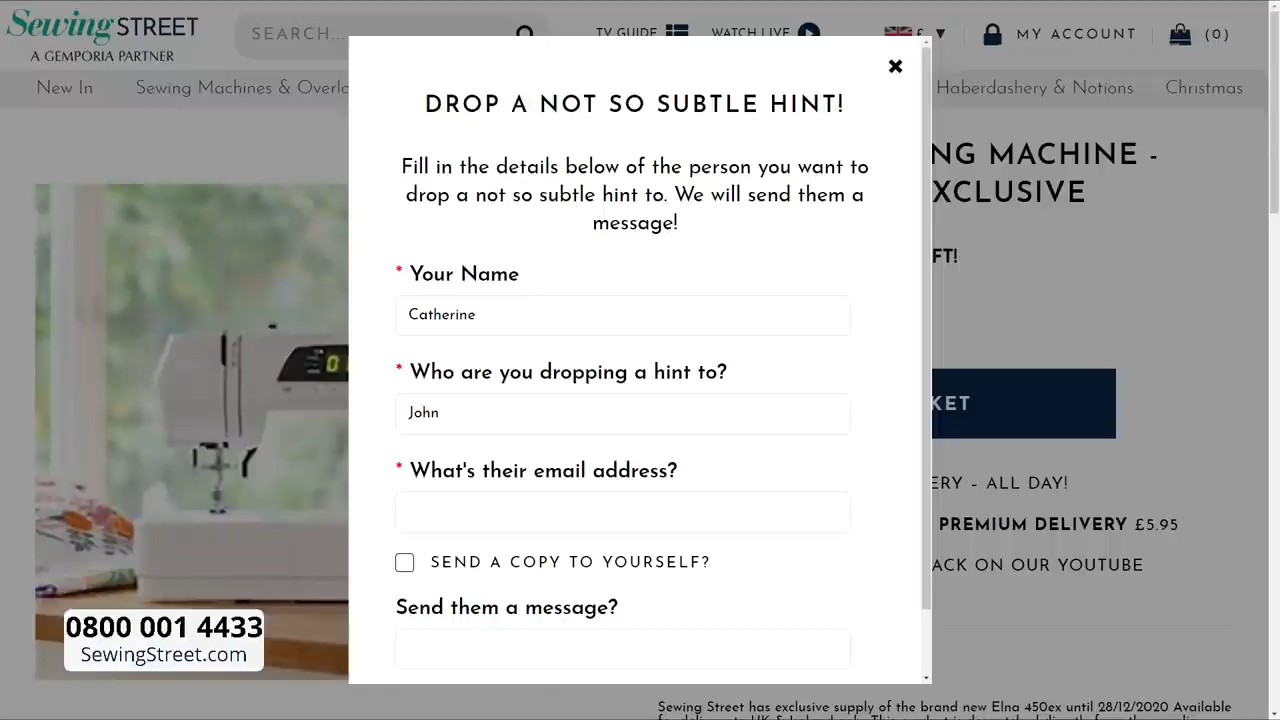 Sewing STREET
A GEMPORIA PARTNER
SEARCH...
TV GUIDE
WATCH LIVE
£
MY ACCOUNT
(0)
New In
Sewing Machines & Overlo
Haberdashery & Notions
Christmas
DROP A NOT SO SUBTLE HINT!
Fill in the details below of the person you want to
drop a not so subtle hint to. We will send them a
message!
* Your Name
Catherine
* Who are you dropping a hint to?
John
* What's their email address?
SEND A COPY TO YOURSELF?
Send them a message?
NG MACHINE -
XCLUSIVE
FT!
KET
ERY – ALL DAY!
PREMIUM DELIVERY £5.95
ACK ON OUR YOUTUBE
0800 001 4433
SewingStreet.com
Sewing Street has exclusive supply of the brand new Elna 450ex until 28/12/2020 Available